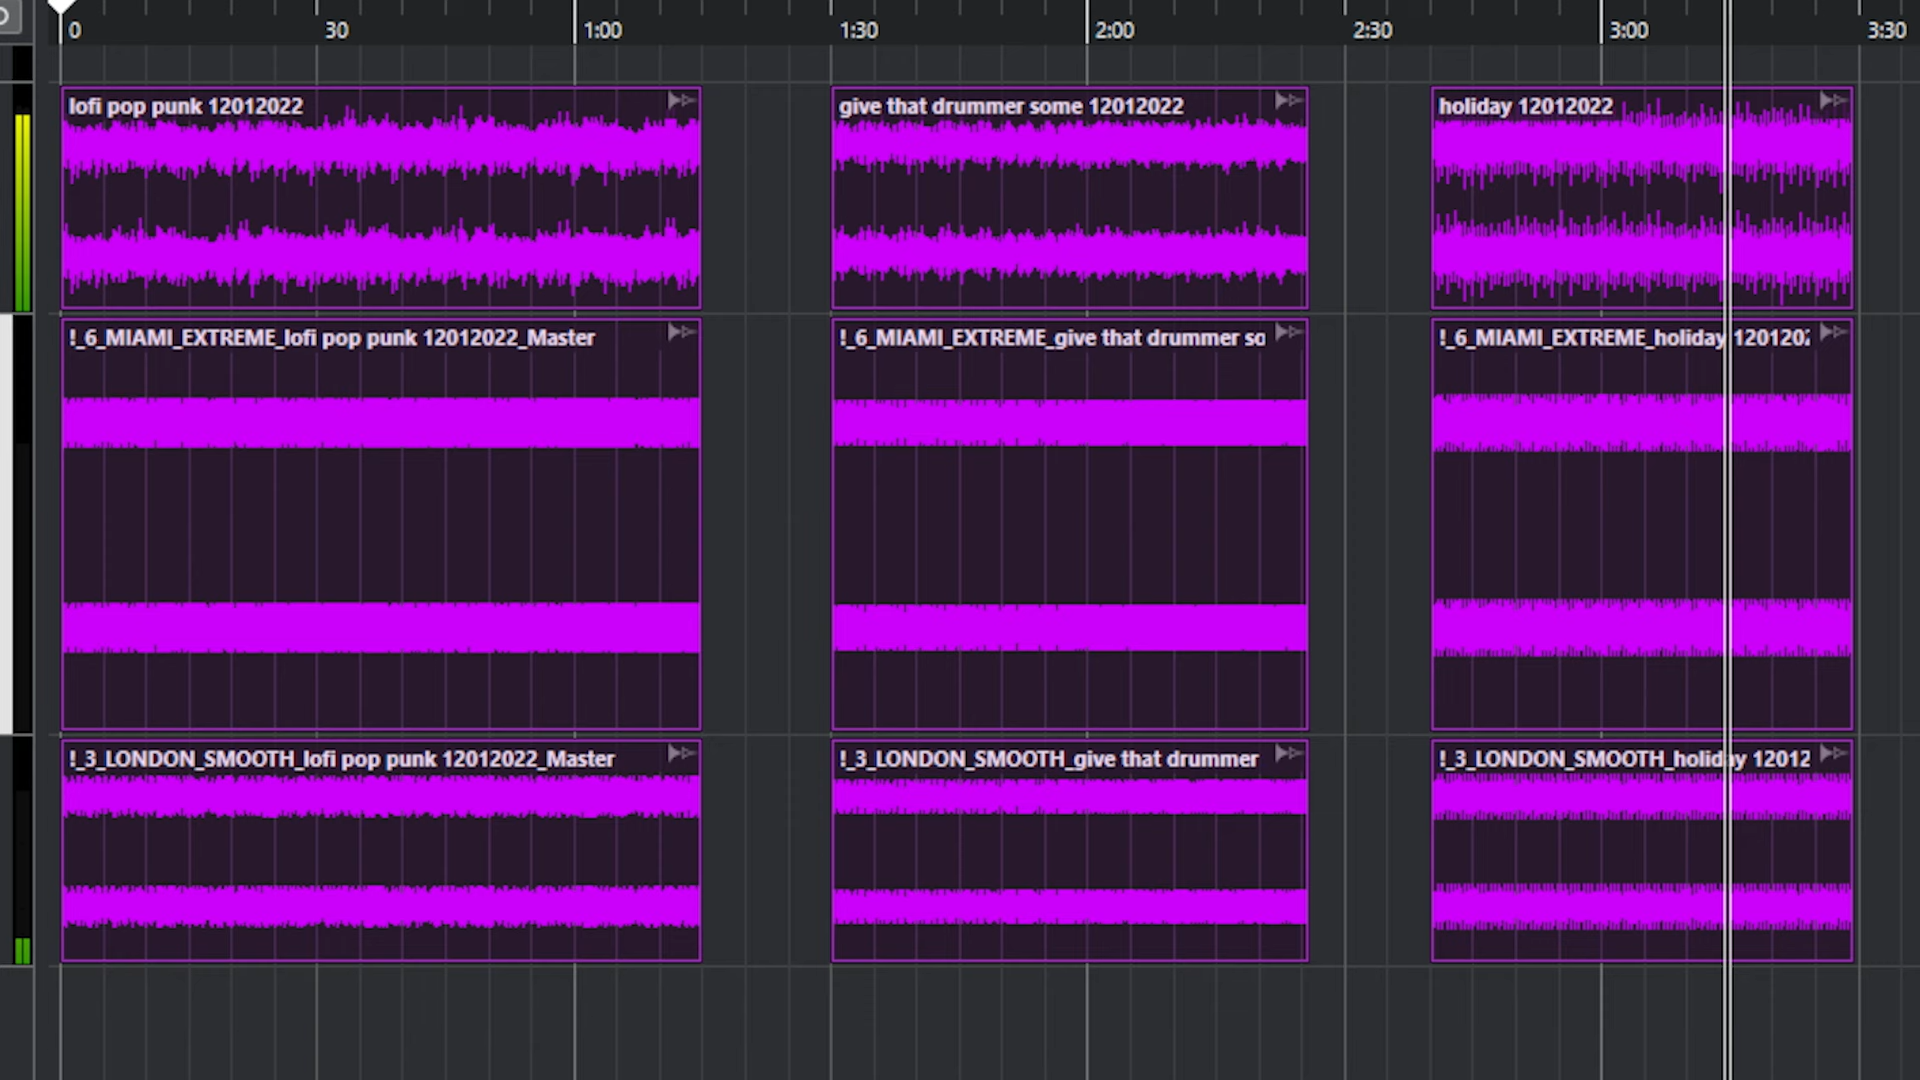 0 30 1:00 1:30 2:00 2:30 3:00 3:30
lofi pop punk 12012022
give that drummer some 12012022
holiday 12012022
!_6_MIAMI_EXTREME_lofi pop punk 12012022_Master
!_6_MIAMI_EXTREME_give that drummer so
!_6_MIAMI_EXTREME_holiday 1201202
!_3_LONDON_SMOOTH_lofi pop punk 12012022_Master
!_3_LONDON_SMOOTH_give that drummer
!_3_LONDON_SMOOTH_holiday 12012